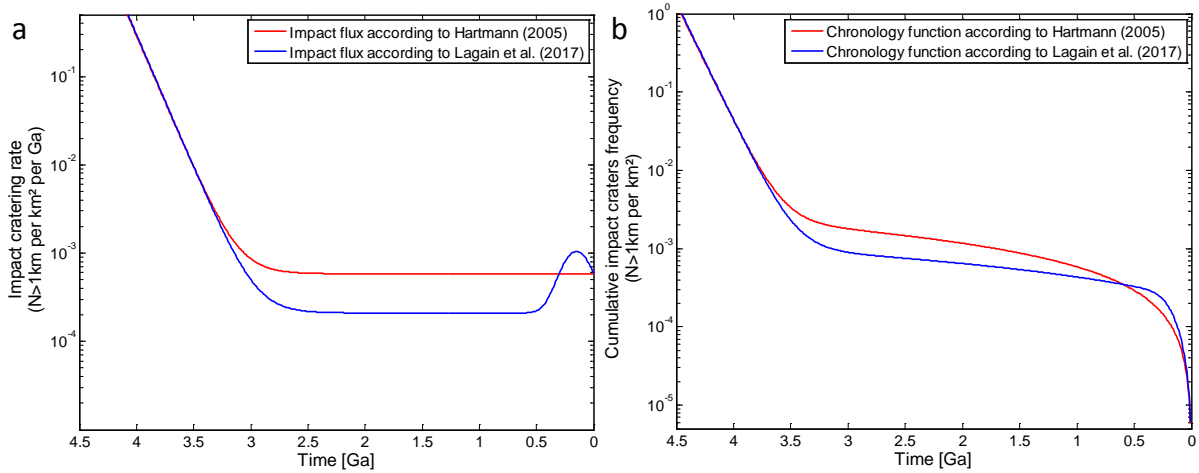 a
Impact flux according to Hartmann (2005)
Impact flux according to Lagain et al. (2017)
Impact cratering rate
(N>1km per km² per Ga)
10⁻¹
10⁻²
10⁻³
10⁻⁴
4.5 4 3.5 3 2.5 2 1.5 1 0.5 0
Time [Ga]
b
Chronology function according to Hartmann (2005)
Chronology function according to Lagain et al. (2017)
Cumulative impact craters frequency
(N>1km per km²)
10⁰
10⁻¹
10⁻²
10⁻³
10⁻⁴
10⁻⁵
4.5 4 3.5 3 2.5 2 1.5 1 0.5 0
Time [Ga]